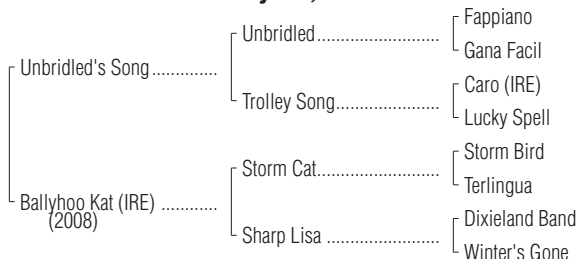 Fappiano
Unbridled
Gana Facil
Unbridled's Song
Caro (IRE)
Trolley Song
Lucky Spell
Storm Bird
Storm Cat
Terlingua
Ballyhoo Kat (IRE)
(2008)
Dixieland Band
Sharp Lisa
Winter's Gone